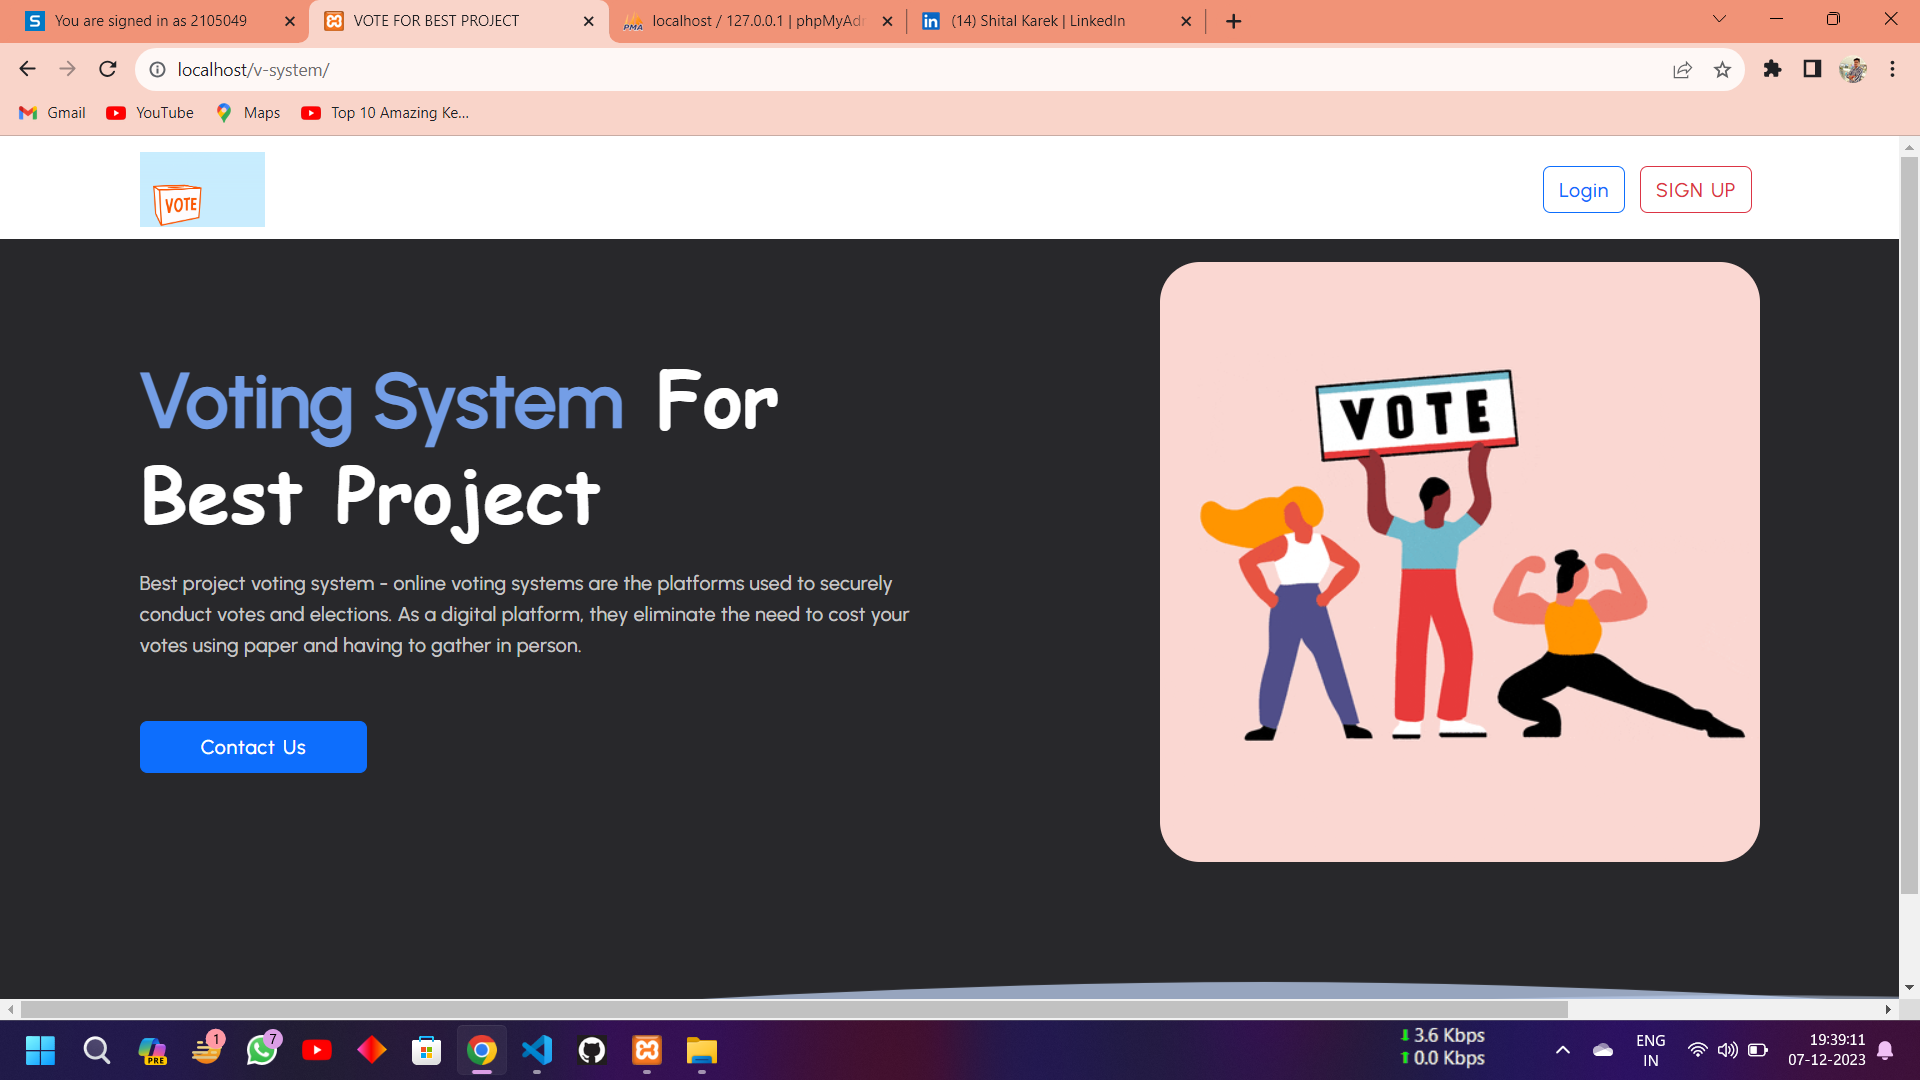 You are signed in as 2105049
VOTE FOR BEST PROJECT
localhost / 127.0.0.1 | phpMyAdr
(14) Shital Karek | LinkedIn
localhost/v-system/
Gmail
YouTube
Maps
Top 10 Amazing Ke...
VOTE
Login
SIGN UP
Voting System For
Best Project
Best project voting system - online voting systems are the platforms used to securely
conduct votes and elections. As a digital platform, they eliminate the need to cost your
votes using paper and having to gather in person.
Contact Us
VOTE
PRE
1
7
3.6 Kbps
0.0 Kbps
ENG
IN
19:39:11
07-12-2023